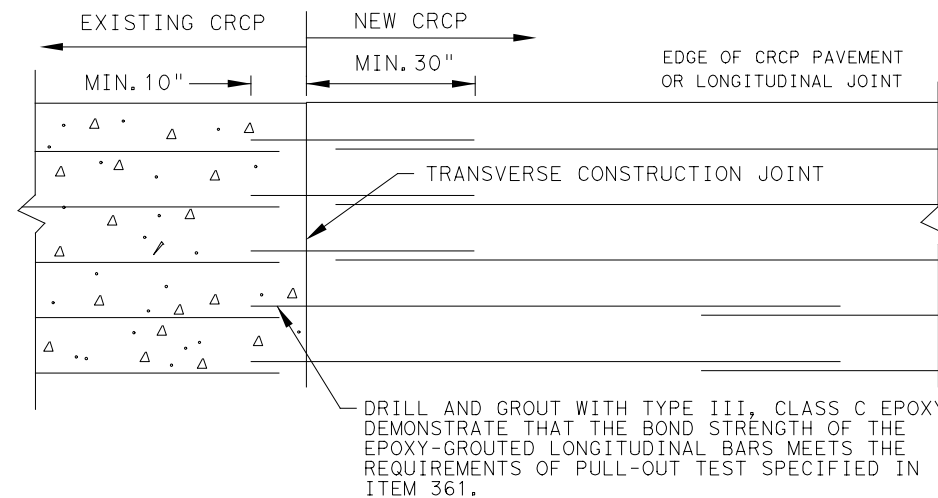 EXISTING CRCP
NEW CRCP
MIN. 10"
MIN. 30"
EDGE OF CRCP PAVEMENT
OR LONGITUDINAL JOINT
TRANSVERSE CONSTRUCTION JOINT
DRILL AND GROUT WITH TYPE III, CLASS C EPOXY
DEMONSTRATE THAT THE BOND STRENGTH OF THE
EPOXY-GROUTED LONGITUDINAL BARS MEETS THE
REQUIREMENTS OF PULL-OUT TEST SPECIFIED IN
ITEM 361.